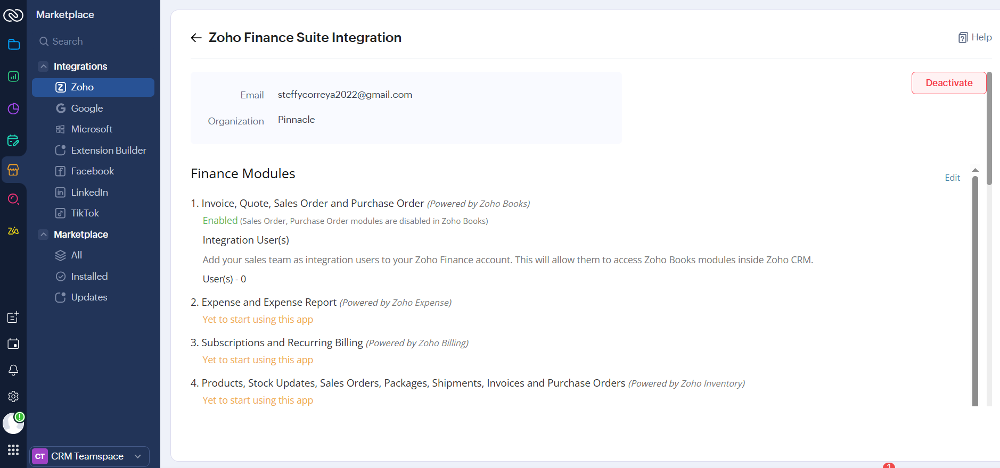 Marketplace
Search
Integrations
Zoho
Google
Microsoft
Extension Builder
Facebook
LinkedIn
TikTok
Marketplace
All
Installed
Updates
CT CRM Teamspace
Zoho Finance Suite Integration
Help
Email steffycorreya2022@gmail.com
Organization Pinnacle
Deactivate
Finance Modules
Edit
1. Invoice, Quote, Sales Order and Purchase Order (Powered by Zoho Books)
Enabled (Sales Order, Purchase Order modules are disabled in Zoho Books)
Integration User(s)
Add your sales team as integration users to your Zoho Finance account. This will allow them to access Zoho Books modules inside Zoho CRM.
User(s) - 0
2. Expense and Expense Report (Powered by Zoho Expense)
Yet to start using this app
3. Subscriptions and Recurring Billing (Powered by Zoho Billing)
Yet to start using this app
4. Products, Stock Updates, Sales Orders, Packages, Shipments, Invoices and Purchase Orders (Powered by Zoho Inventory)
Yet to start using this app
1